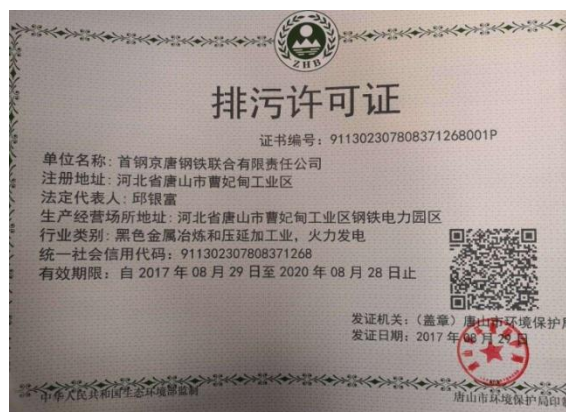 ZHB
排污许可证
证书编号：911302307808371268001P
单位名称：首钢京唐钢铁联合有限责任公司
注册地址：河北省唐山市曹妃甸工业区
法定代表人：邱银富
生产经营场所地址：河北省唐山市曹妃甸工业区钢铁电力园区
行业类别：黑色金属冶炼和压延加工业，火力发电
统一社会信用代码：911302307808371268
有效期限：自 2017 年 08 月 29 日至 2020 年 08 月 28 日止
发证机关：（盖章）唐山市环境保护局
发证日期：2017 年 08 月 29 日
中华人民共和国生态环境部监制
唐山市环境保护局印制